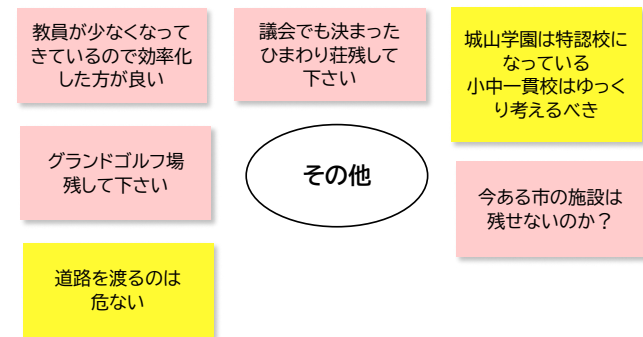 教員が少なくなって
きているので効率化
した方が良い
議会でも決まった
ひまわり荘残して
下さい
城山学園は特認校に
なっている
小中一貫校はゆっく
り考えるべき
グランドゴルフ場
残して下さい
その他
今ある市の施設は
残せないのか？
道路を渡るのは
危ない